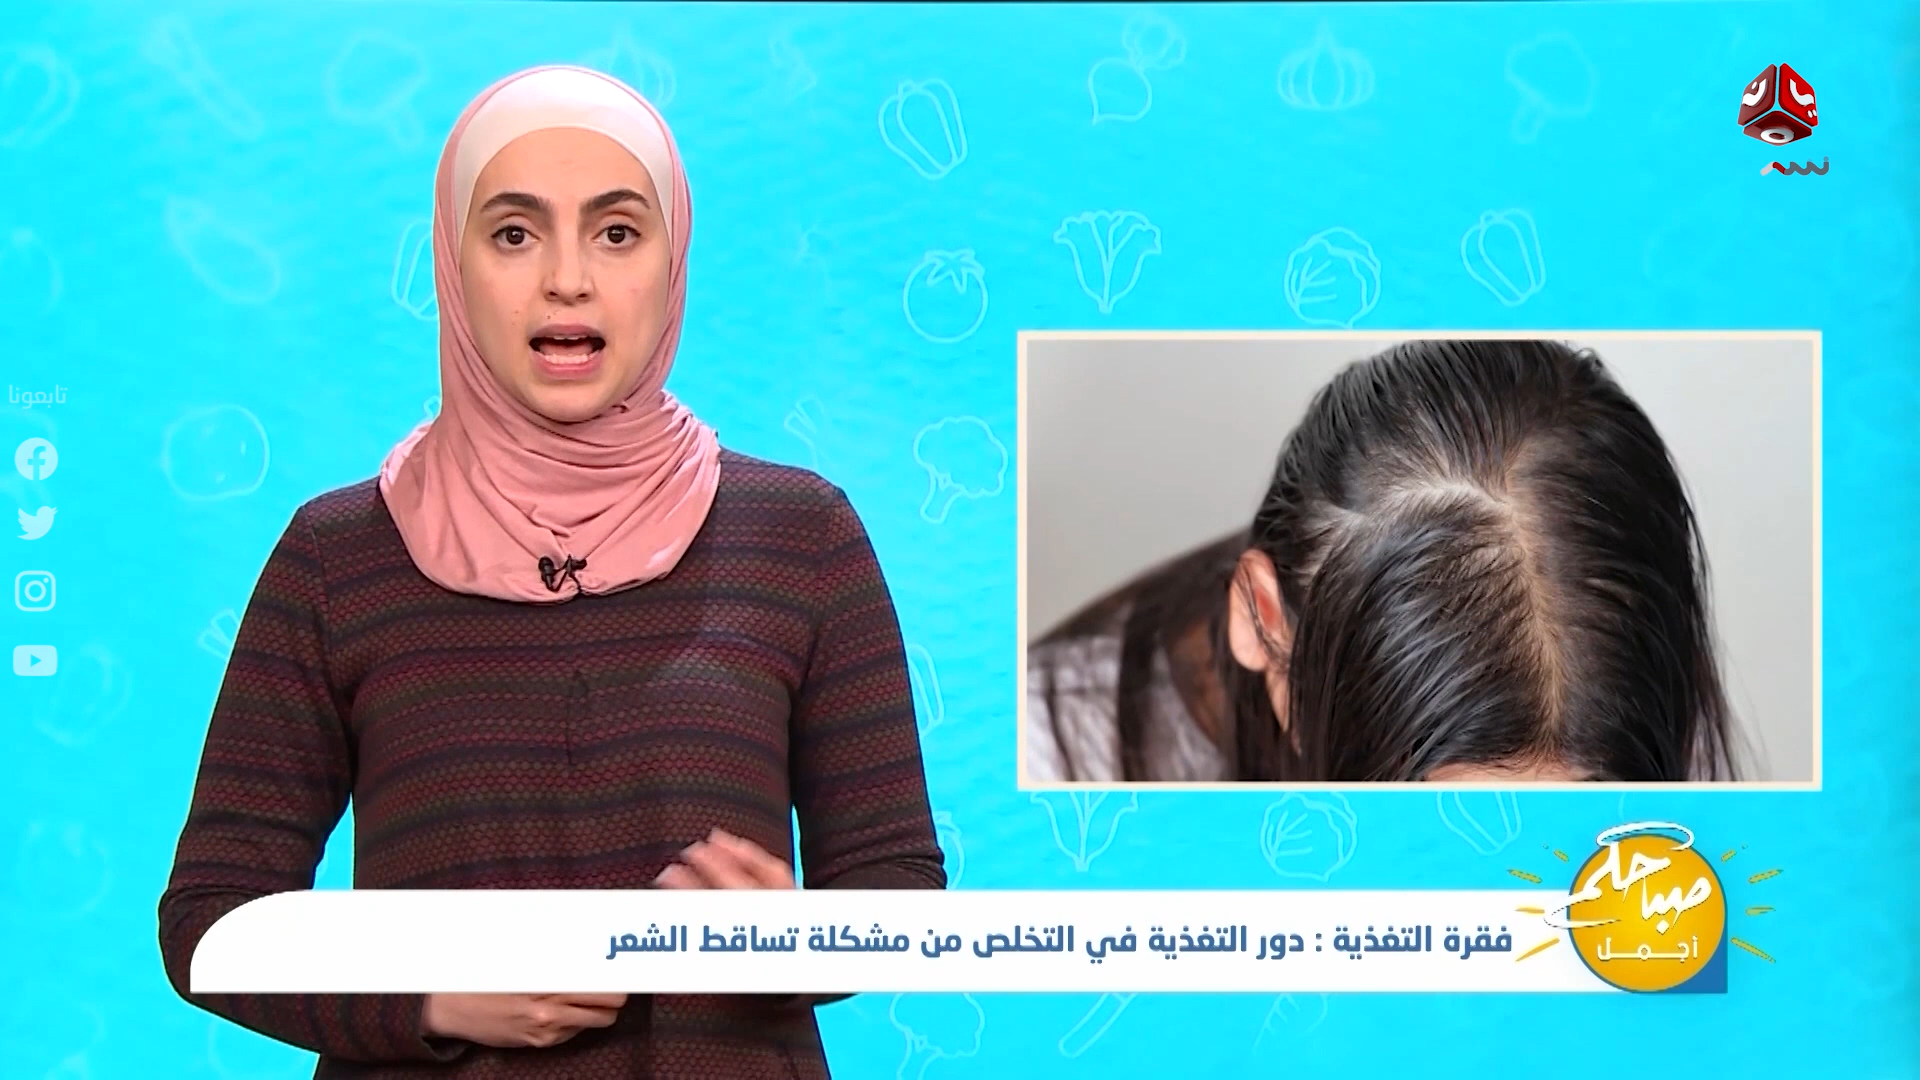 تابعونا
فقرة التغذية : دور التغذية في التخلص من مشكلة تساقط الشعر
صباحكم
أجمل